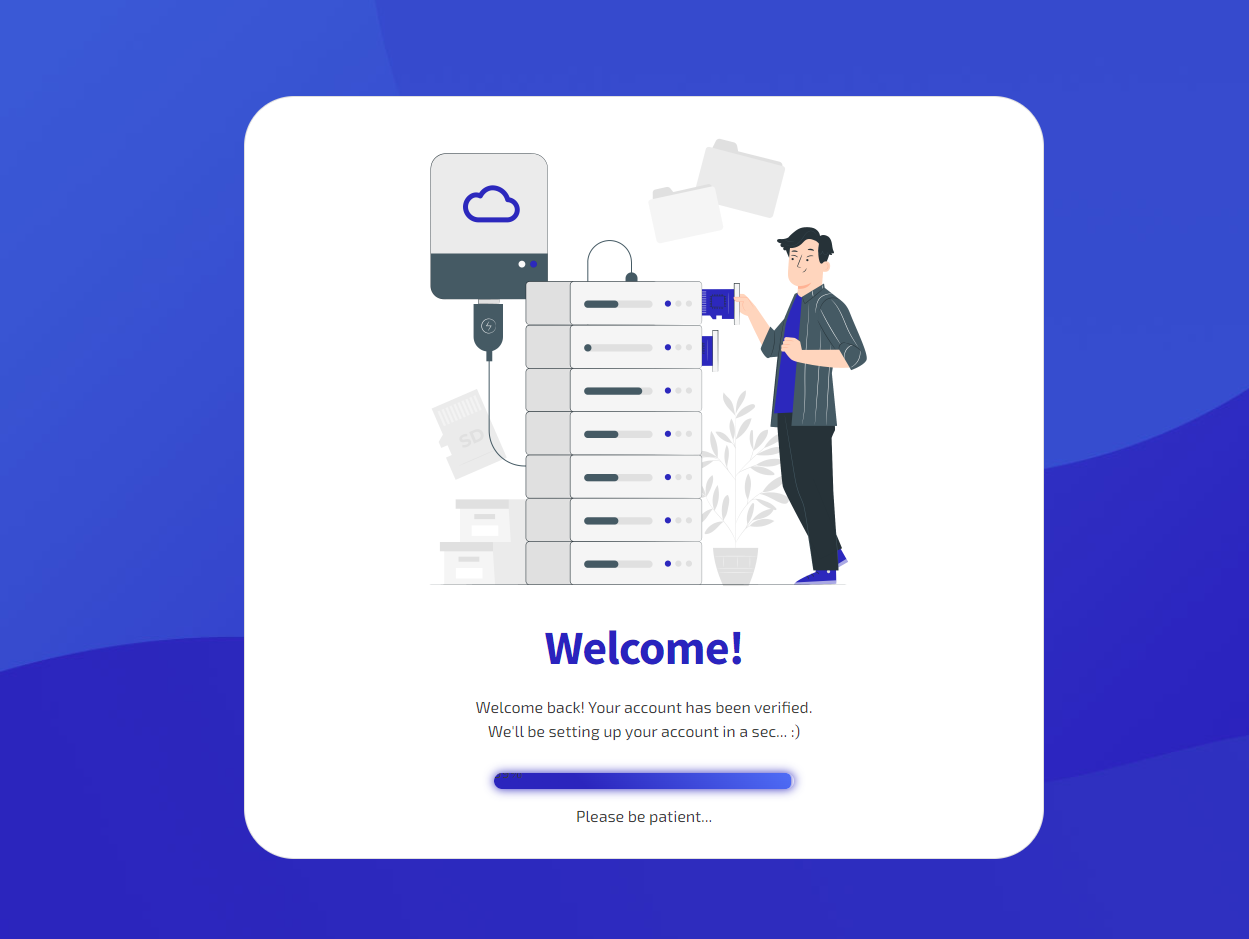 SD
Welcome!
Welcome back! Your account has been verified.
We'll be setting up your account in a sec... :)
Please be patient...